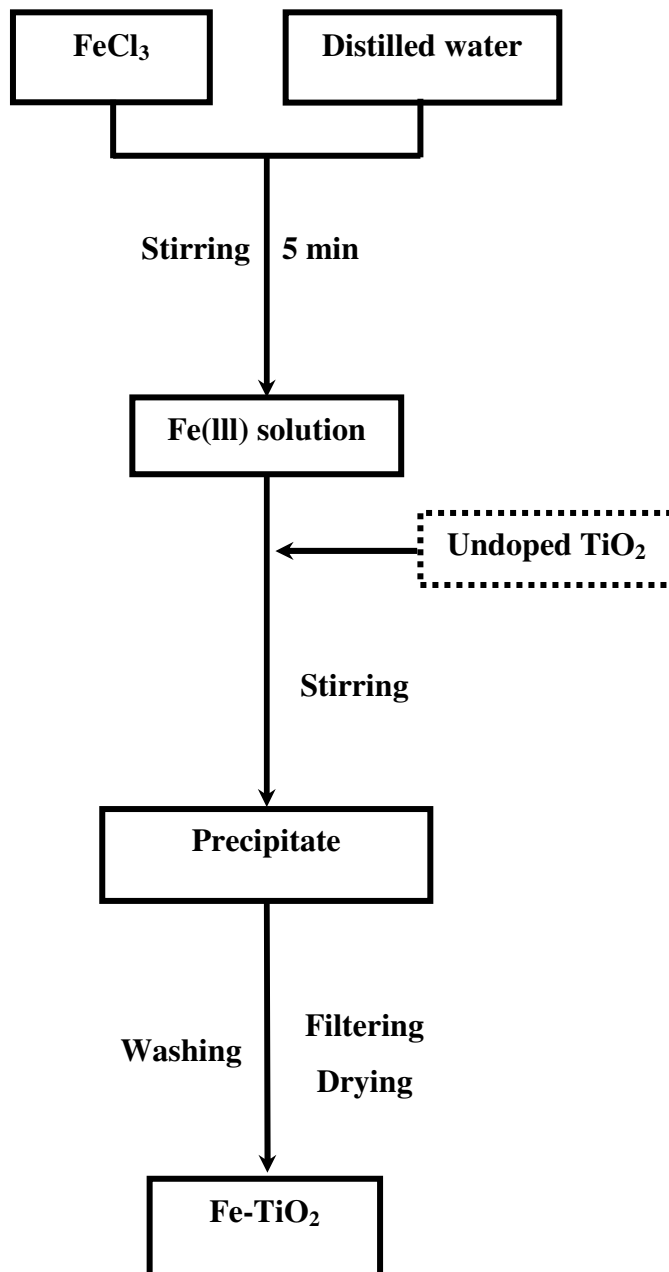 FeCl₃
Distilled water
Stirring 5 min
Fe(lll) solution
Undoped TiO₂
Stirring
Precipitate
Filtering
Washing
Drying
Fe-TiO₂